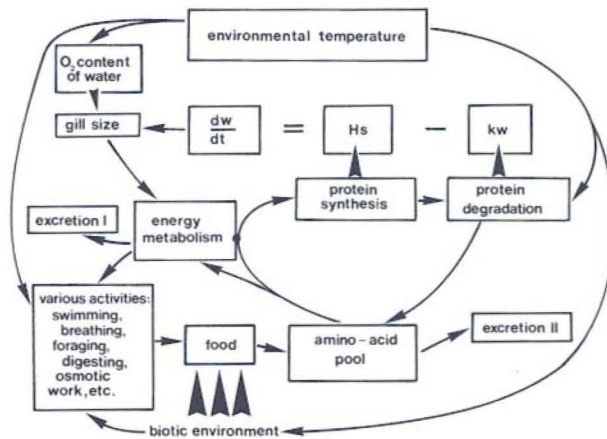 environmental temperature
O₂ content
of water
gill size
dw
dt
=
Hs
-
kw
protein
synthesis
protein
degradation
excretion I
energy
metabolism
various activities:
swimming,
breathing,
foraging,
digesting,
osmotic
work, etc.
food
amino-acid
pool
excretion II
biotic environment